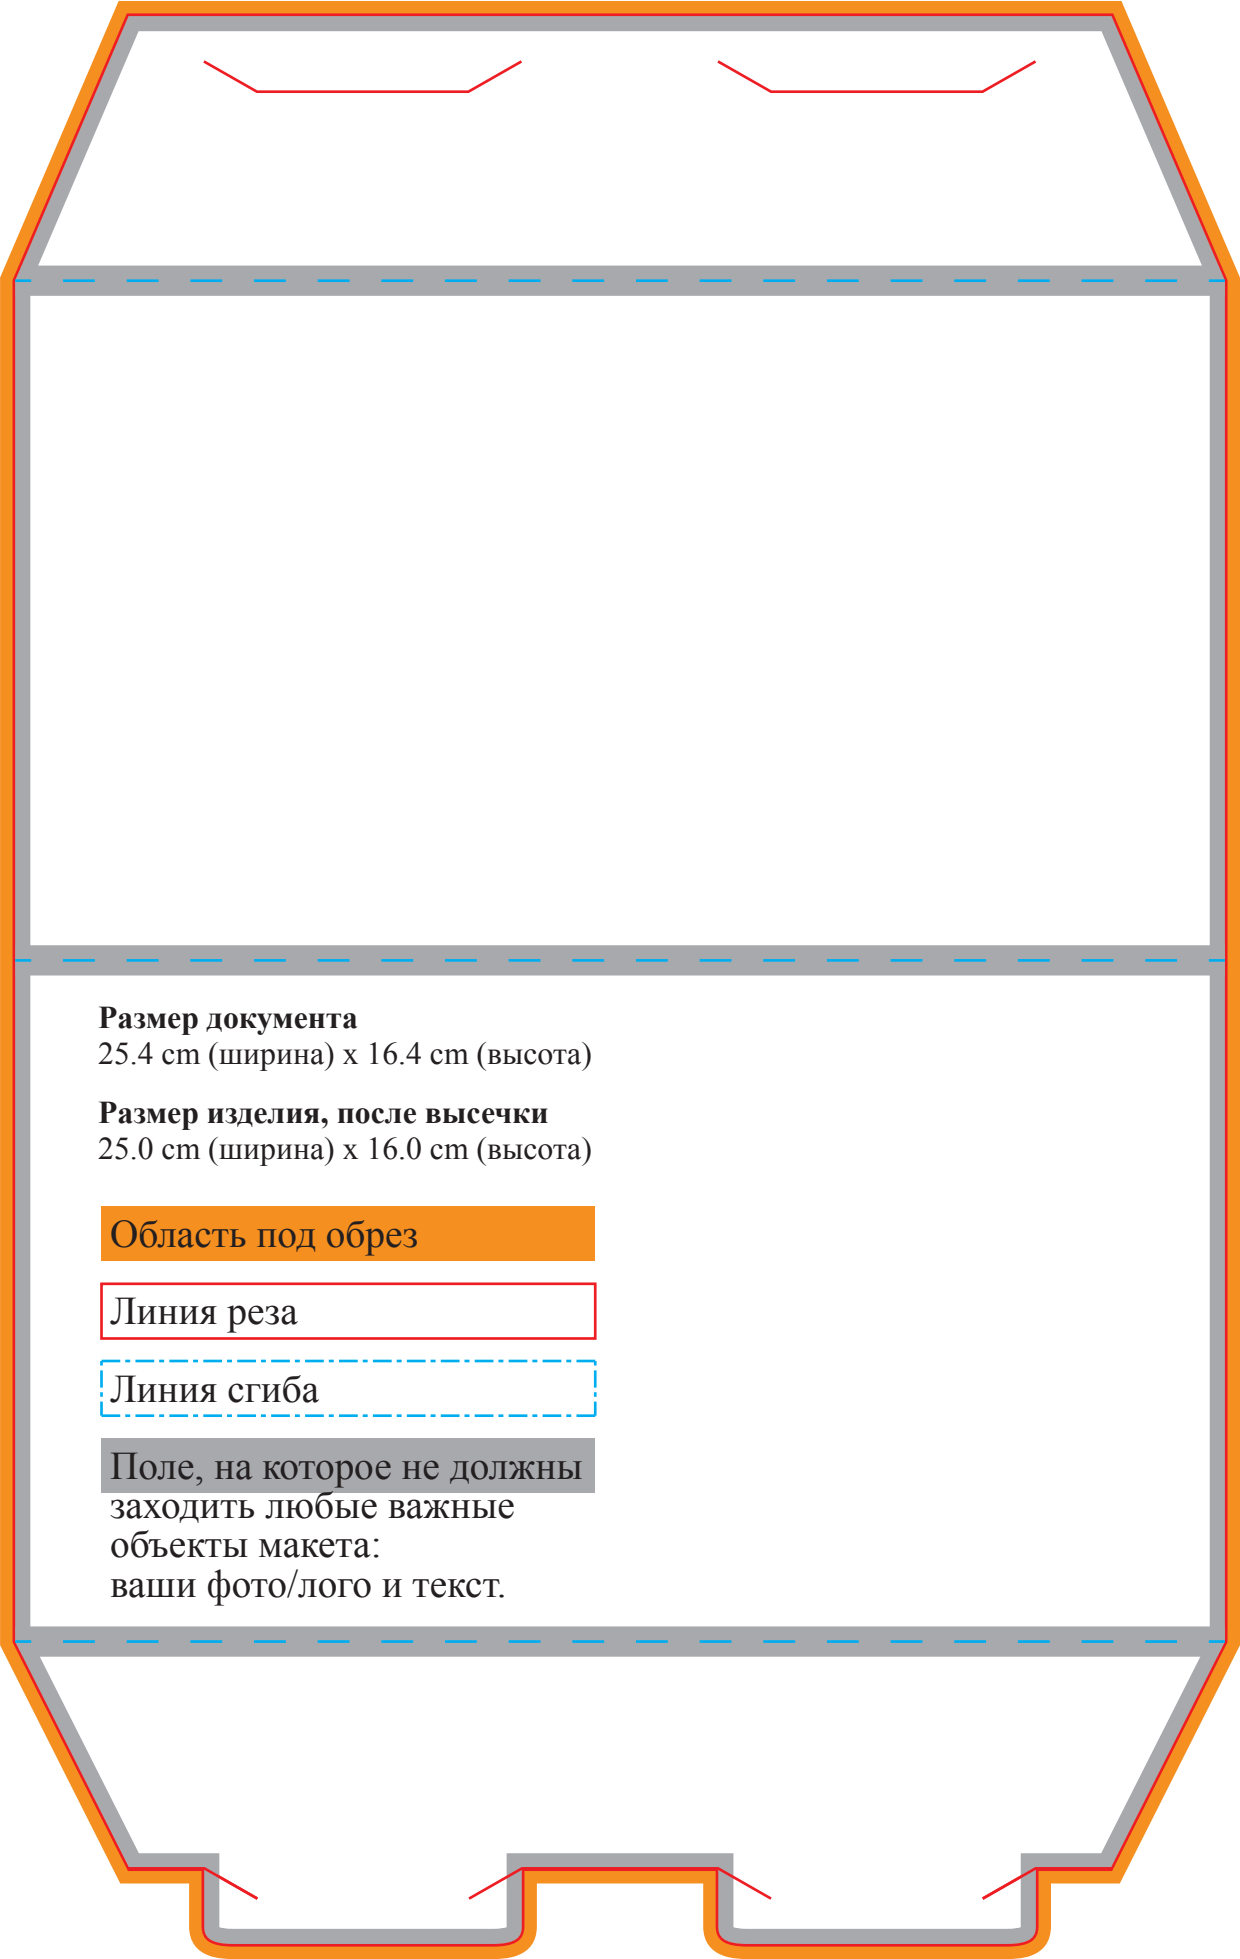 Размер документа
25.4 cm (ширина) x 16.4 cm (высота)
Размер изделия, после высечки
25.0 cm (ширина) x 16.0 cm (высота)
Область под обрез
Линия реза
Линия сгиба
Поле, на которое не должны
заходить любые важные
объекты макета:
ваши фото/лого и текст.